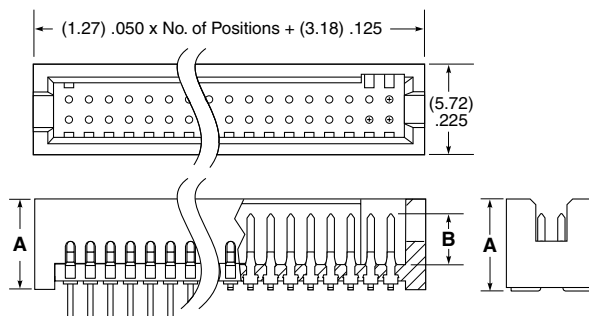 (1.27) .050 x No. of Positions + (3.18) .125
(5.72)
.225
A
B
A